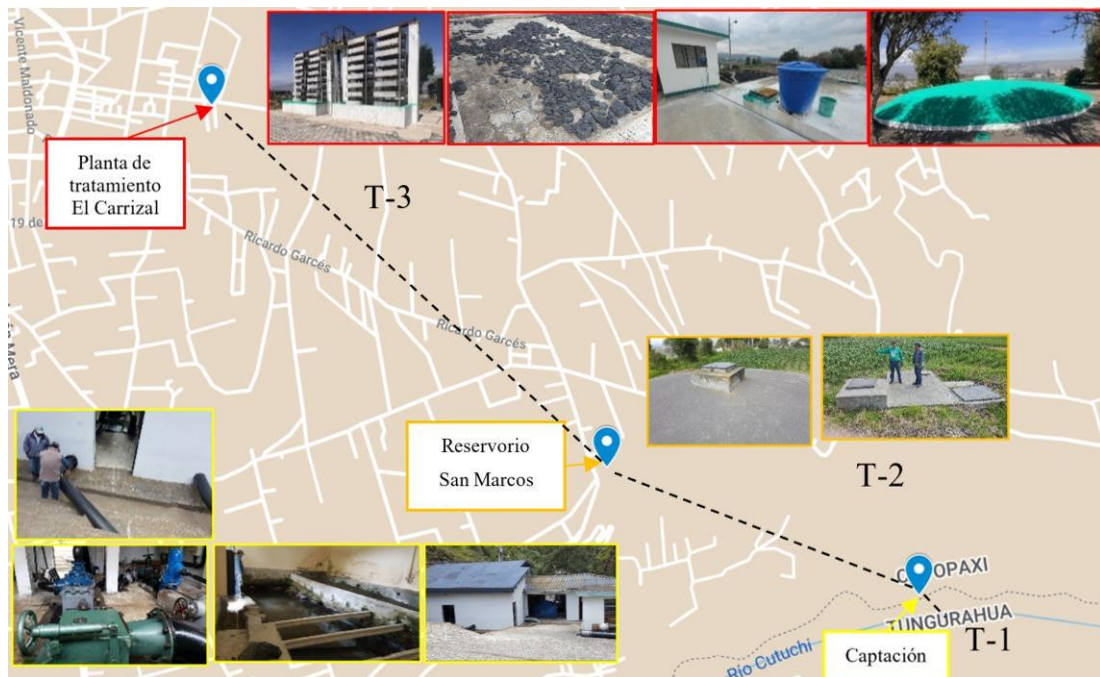 Vicente Maldonado
Planta de
tratamiento
El Carrizal
T-3
19 de
Ricardo Garcés
Ricardo Garcés
Mera
Reservorio
San Marcos
T-2
TUNGURAHUA
T-1
Río Cutuchi
Captación